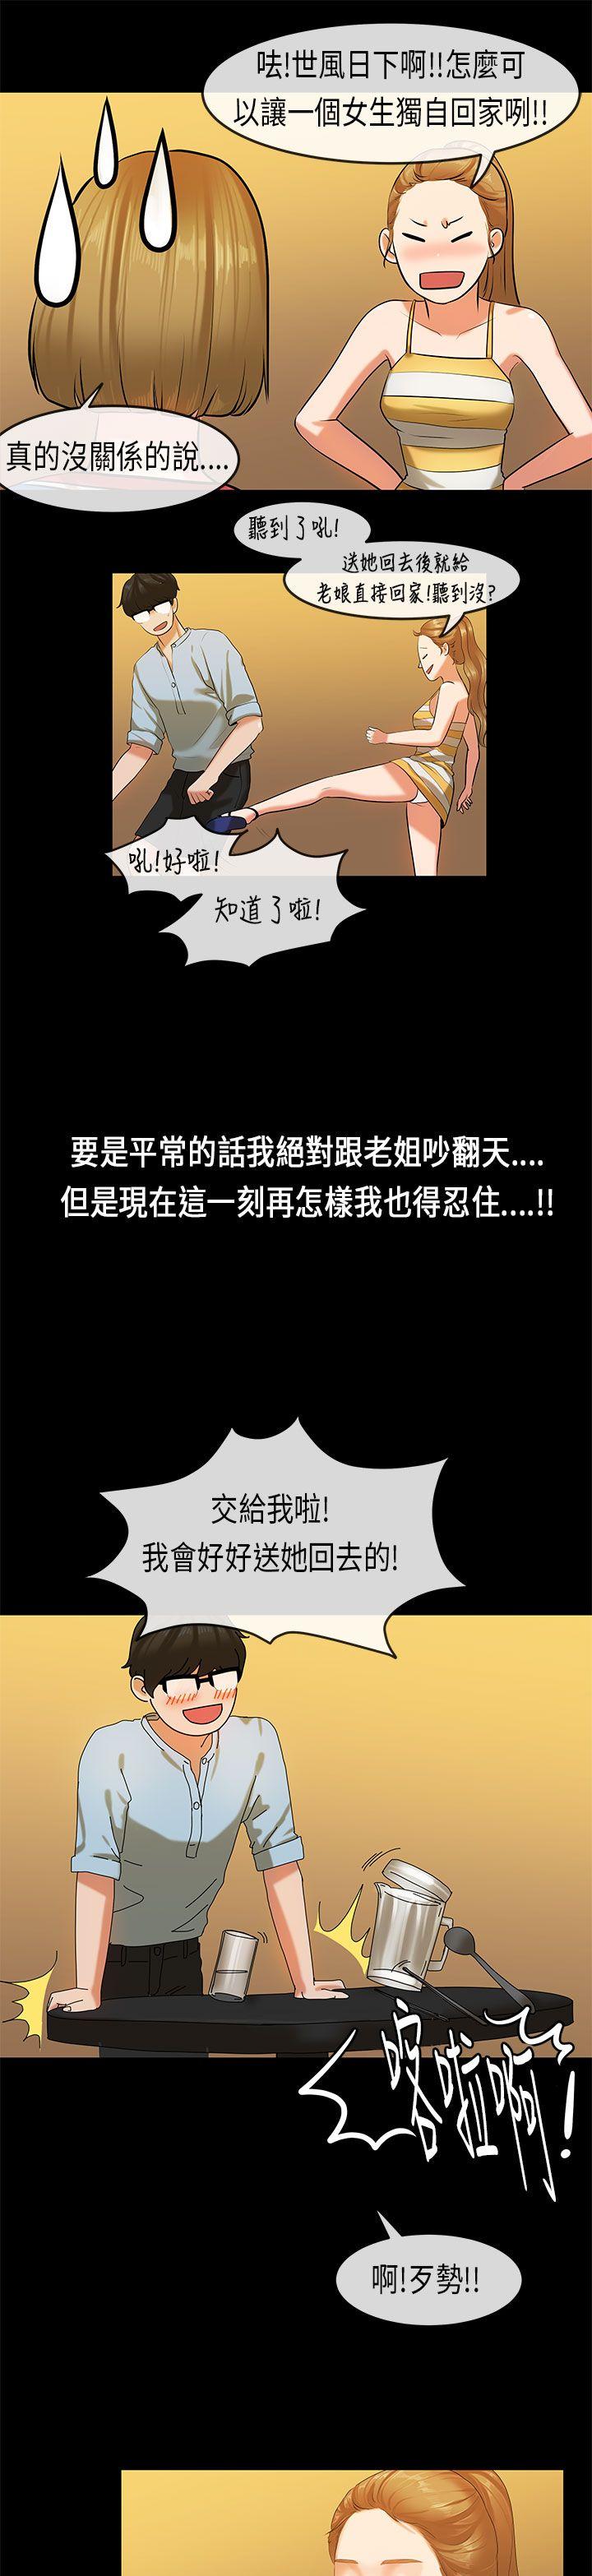 呿!世風日下啊!!怎麼可
以讓一個女生獨自回家咧!!
真的沒關係的說....
聽到了吼!
送她回去後就給
老娘直接回家!聽到沒?
吼!好啦!
知道了啦!
要是平常的話我絕對跟老姐吵翻天....
但是現在這一刻再怎樣我也得忍住....!!
交給我啦!
我會好好送她回去的!
喀啦啊!
啊!歹勢!!